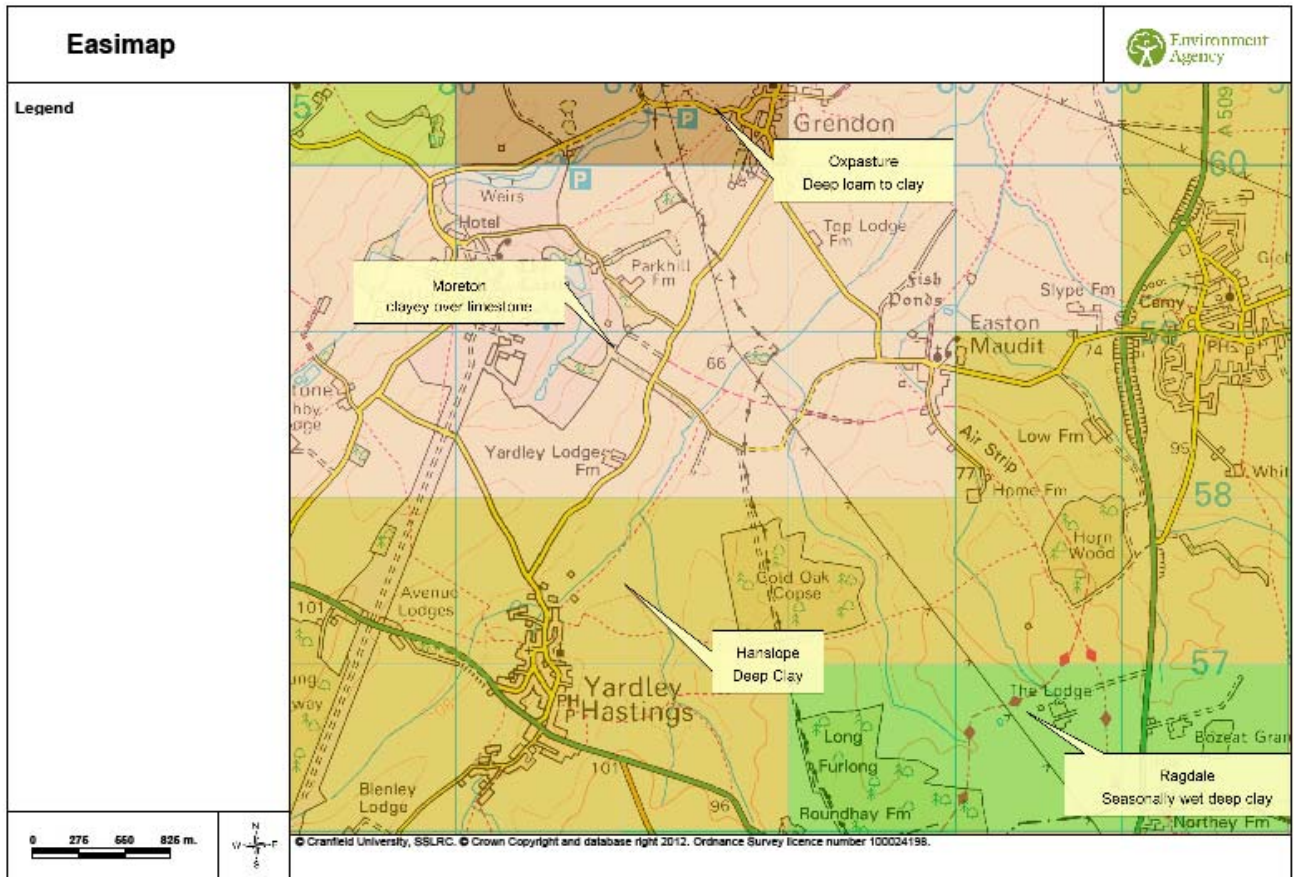 Easimap
Environment
Agency
Legend
A 509
Grendon
P
Oxpasture
Deep loam to clay
60
P
Weirs
Hotel
Top Lodge
Fm
Parkhill
Fm
Fish
Ponds
Slype Fm
Moreton
clayey over limestone
Easton
Maudit
74
66
PH
P
Yardley Lodge
Fm
Air Strip
Low Fm
95
77
Home Fm
58
Horn
Wood
Avenue
Lodges
101
Hanslope
Deep Clay
57
The Lodge
Yardley
Hastings
PH
P
Long
Furlong
Ragdale
Seasonally wet deep clay
101
Blenley
Lodge
96
Roundhay Fm
Northey Fm
0 275 550 825 m.
N
W
E
S
© Cranfield University, SSLRC. © Crown Copyright and database right 2012. Ordnance Survey licence number 100024198.